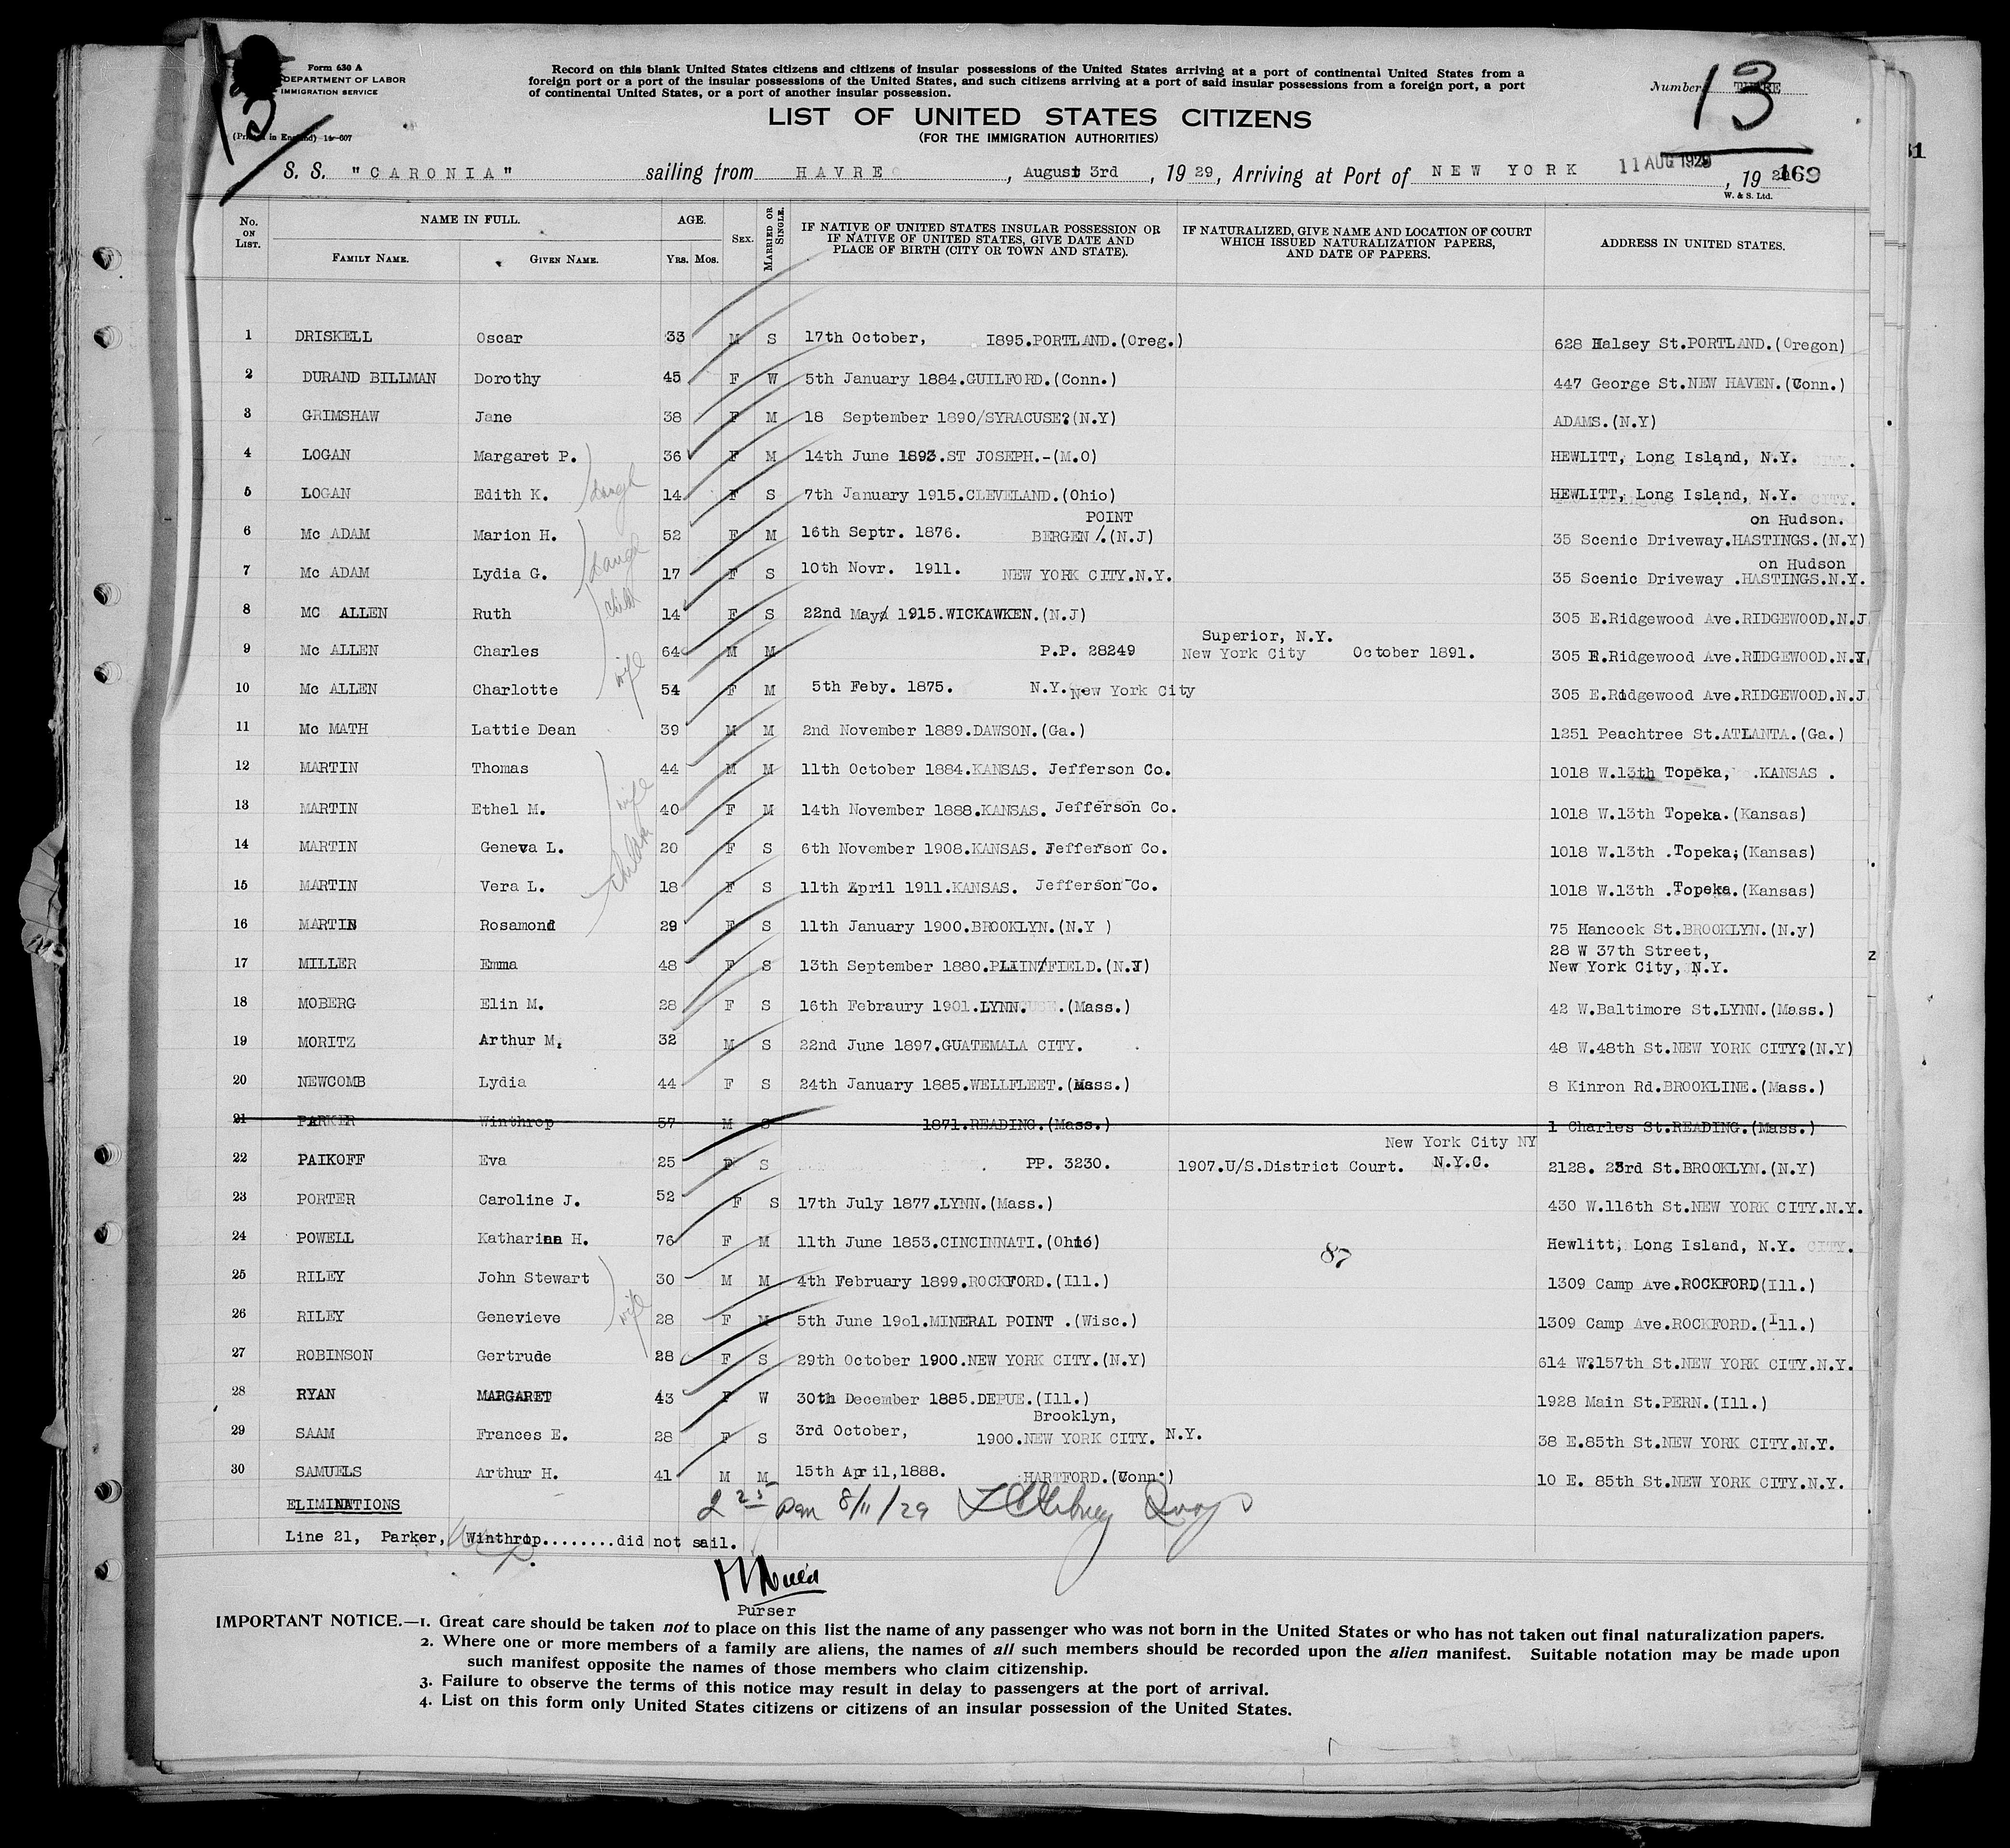 Form 630 A
DEPARTMENT OF LABOR
IMMIGRATION SERVICE
(Printed in England) 14-607
Record on this blank United States citizens and citizens of insular possessions of the United States arriving at a port of continental United States from a
foreign port or a port of the insular possessions of the United States, and such citizens arriving at a port of said insular possessions from a foreign port, a port
of continental United States, or a port of another insular possession.
Number THREE
13
LIST OF UNITED STATES CITIZENS
(FOR THE IMMIGRATION AUTHORITIES)
S. S. "CARONIA" sailing from HAVRE, August 3rd, 1929, Arriving at Port of NEW YORK 11 AUG 1929, 19 29
169
W. & S. Ltd.
No. ON LIST. NAME IN FULL. FAMILY NAME. GIVEN NAME. AGE. YRS. MOS. SEX. MARRIED OR SINGLE. IF NATIVE OF UNITED STATES INSULAR POSSESSION OR IF NATIVE OF UNITED STATES, GIVE DATE AND PLACE OF BIRTH (CITY OR TOWN AND STATE). IF NATURALIZED, GIVE NAME AND LOCATION OF COURT WHICH ISSUED NATURALIZATION PAPERS, AND DATE OF PAPERS. ADDRESS IN UNITED STATES.
1 DRISKELL Oscar 33 M S 17th October, 1895.PORTLAND.(Oreg.) 628 Halsey St.PORTLAND.(Oregon)
2 DURAND BILLMAN Dorothy 45 F W 5th January 1884.GUILFORD.(Conn.) 447 George St.NEW HAVEN.(Conn.)
3 GRIMSHAW Jane 38 F M 18 September 1890/SYRACUSE?(N.Y) ADAMS.(N.Y)
4 LOGAN Margaret P. 36 F M 14th June 1893.ST JOSEPH.-(M.O) HEWLITT, Long Island, N.Y.
5 LOGAN Edith K. daugh 14 F S 7th January 1915.CLEVELAND.(Ohio) HEWLITT, Long Island, N.Y.
6 Mc ADAM Marion H. 52 F M 16th Septr. 1876. BERGEN POINT /.(N.J) 35 Scenic Driveway.HASTINGS. on Hudson. (N.Y)
7 Mc ADAM Lydia G. daugh 17 F S 10th Novr. 1911. NEW YORK CITY.N.Y. 35 Scenic Driveway .HASTINGS. on Hudson N.Y.
8 MC ALLEN Ruth child 14 F S 22nd May 1915.WICKAWKEN.(N.J) 305 E.Ridgewood Ave.RIDGEWOOD.N.J
9 Mc ALLEN Charles 64 M M P.P. 28249 Superior, N.Y. New York City October 1891. 305 E.Ridgewood Ave.RIDGEWOOD.N.J.
10 Mc ALLEN Charlotte wife 54 F M 5th Feby. 1875. N.Y. New York City 305 E.Ridgewood Ave.RIDGEWOOD.N.J
11 Mc MATH Lattie Dean 39 M M 2nd November 1889.DAWSON.(Ga.) 1251 Peachtree St.ATLANTA.(Ga.)
12 MARTIN Thomas 44 M M 11th October 1884.KANSAS. Jefferson Co. 1018 W.13th Topeka, .KANSAS .
13 MARTIN Ethel M. wife 40 F M 14th November 1888.KANSAS. Jefferson Co. 1018 W.13th Topeka.(Kansas)
14 MARTIN Geneva L. 20 F S 6th November 1908.KANSAS. Jefferson Co. 1018 W.13th .Topeka;(Kansas)
15 MARTIN Vera L. 18 F S 11th April 1911.KANSAS. Jefferson Co. 1018 W.13th .Topeka.(Kansas)
16 MARTIN Rosamond 29 F S 11th January 1900.BROOKLYN.(N.Y ) 75 Hancock St.BROOKLYN.(N.y)
17 MILLER Emma 48 F S 13th September 1880.PLAINFIELD.(N.J) 28 W 37th Street, New York City, N.Y.
18 MOBERG Elin M. 28 F S 16th Febraury 1901.LYNN. .(Mass.) 42 W.Baltimore St.LYNN.(Mass.)
19 MORITZ Arthur M. 32 M S 22nd June 1897.GUATEMALA CITY. 48 W.48th St.NEW YORK CITY?(N.Y)
20 NEWCOMB Lydia 44 F S 24th January 1885.WELLFLEET.(Mass.) 8 Kinron Rd.BROOKLINE.(Mass.)
21 PARKER Winthrop 57 M S 1871.READING.(Mass.) 1 Charles St.READING.(Mass.)
22 PAIKOFF Eva 25 F S PP. 3230. 1907.U/S.District Court. New York City NY N.Y.C. 2128. 23rd St.BROOKLYN.(N.Y)
23 PORTER Caroline J. 52 F S 17th July 1877.LYNN.(Mass.) 430 W.116th St.NEW YORK CITY.N.Y.
24 POWELL Katharina H. 76 F M 11th June 1853.CINCINNATI.(Ohio) Hewlitt, Long Island, N.Y.
87
25 RILEY John Stewart 30 M M 4th February 1899.ROCKFORD.(Ill.) 1309 Camp Ave.ROCKFORD(Ill.)
26 RILEY Genevieve wife 28 F M 5th June 19o1.MINERAL POINT .(Wisc.) 1309 Camp Ave.ROCKFORD.(Ill.)
27 ROBINSON Gertrude 28 F S 29th October 1900.NEW YORK CITY.(N.Y) 614 W?157th St.NEW YORK CITY.N.Y.
28 RYAN MARGARET 43 F W 30th December 1885.DEPUE.(Ill.) 1928 Main St.PERN.(Ill.)
29 SAAM Frances E. 28 F S 3rd October, 1900. Brooklyn, NEW YORK CITY. N.Y. 38 E.85th St.NEW YORK CITY.N.Y.
30 SAMUELS Arthur H. 41 M M 15th April,1888. HARTFORD.(Conn.) 10 E. 85th St.NEW YORK CITY.N.Y.
ELIMINATIONS
2 25 pm 8/11/29
Line 21, Parker, Winthrop........did not sail.
Purser
IMPORTANT NOTICE.—1. Great care should be taken not to place on this list the name of any passenger who was not born in the United States or who has not taken out final naturalization papers.
2. Where one or more members of a family are aliens, the names of all such members should be recorded upon the alien manifest. Suitable notation may be made upon
such manifest opposite the names of those members who claim citizenship.
3. Failure to observe the terms of this notice may result in delay to passengers at the port of arrival.
4. List on this form only United States citizens or citizens of an insular possession of the United States.